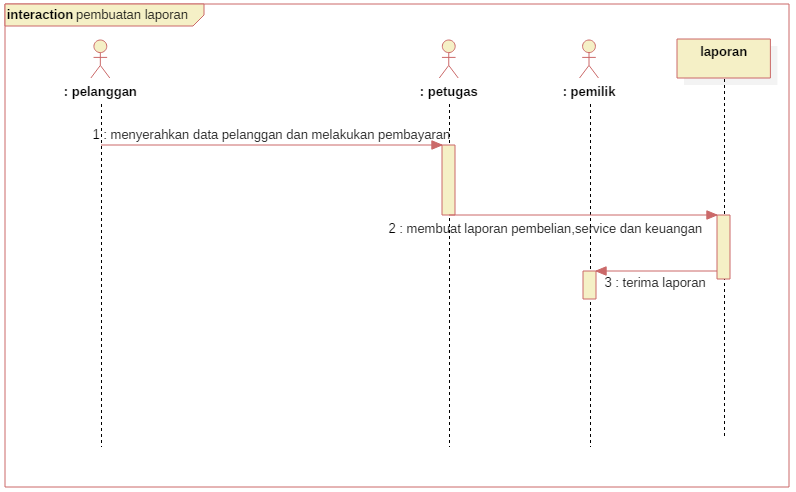 interaction pembuatan laporan
: pelanggan
: petugas
: pemilik
laporan
1 : menyerahkan data pelanggan dan melakukan pembayaran
2 : membuat laporan pembelian,service dan keuangan
3 : terima laporan